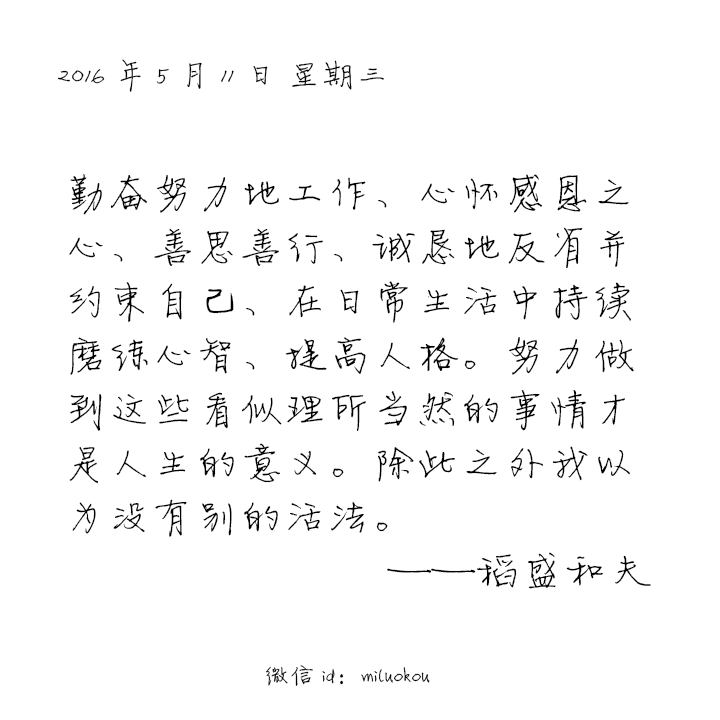 2016 年 5 月 11 日 星期三
勤奋努力地工作、心怀感恩之
心、善思善行、诚恳地反省并
约束自己、在日常生活中持续
磨练心智、提高人格。努力做
到这些看似理所当然的事情才
是人生的意义。除此之外我以
为没有别的活法。
——稻盛和夫
微信 id: miluokou